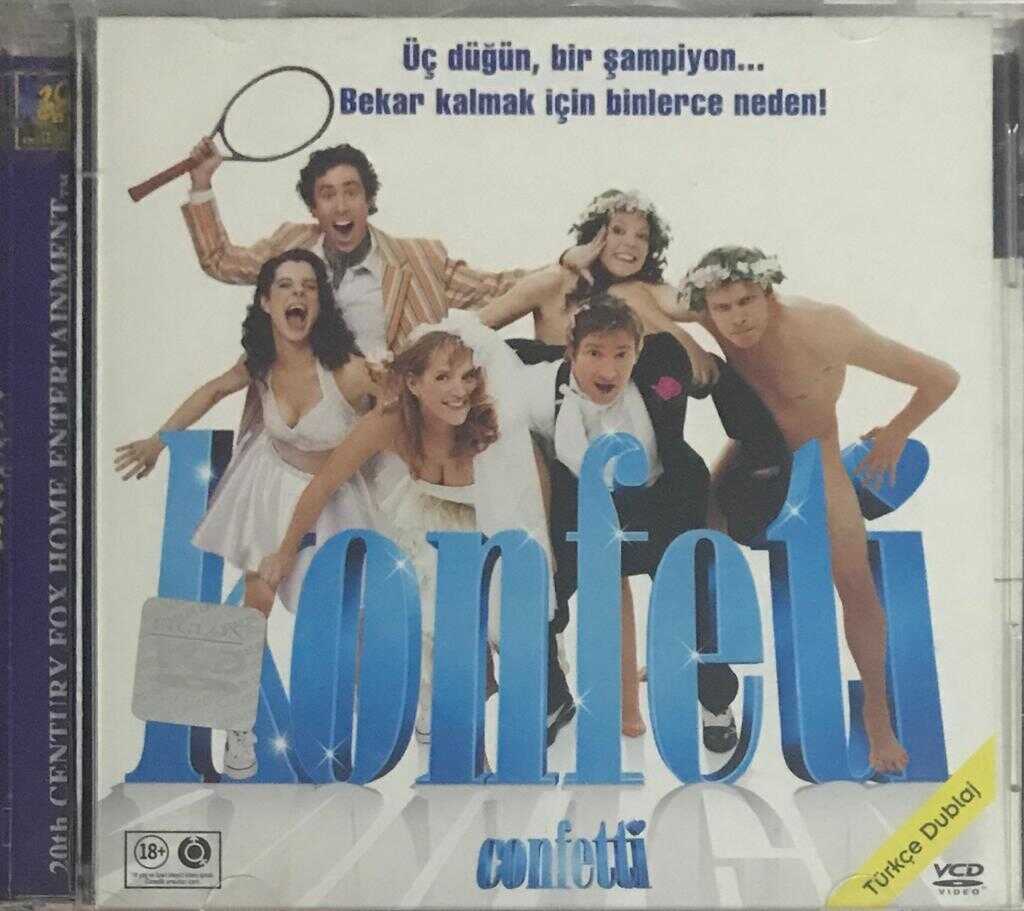 Üç düğün, bir şampiyon...
Bekar kalmak için binlerce neden!
20th CENTURY FOX HOME ENTERTAINMENT™
konfeti
confetti
18+
Türkçe Dublaj
VCD
VIDEO